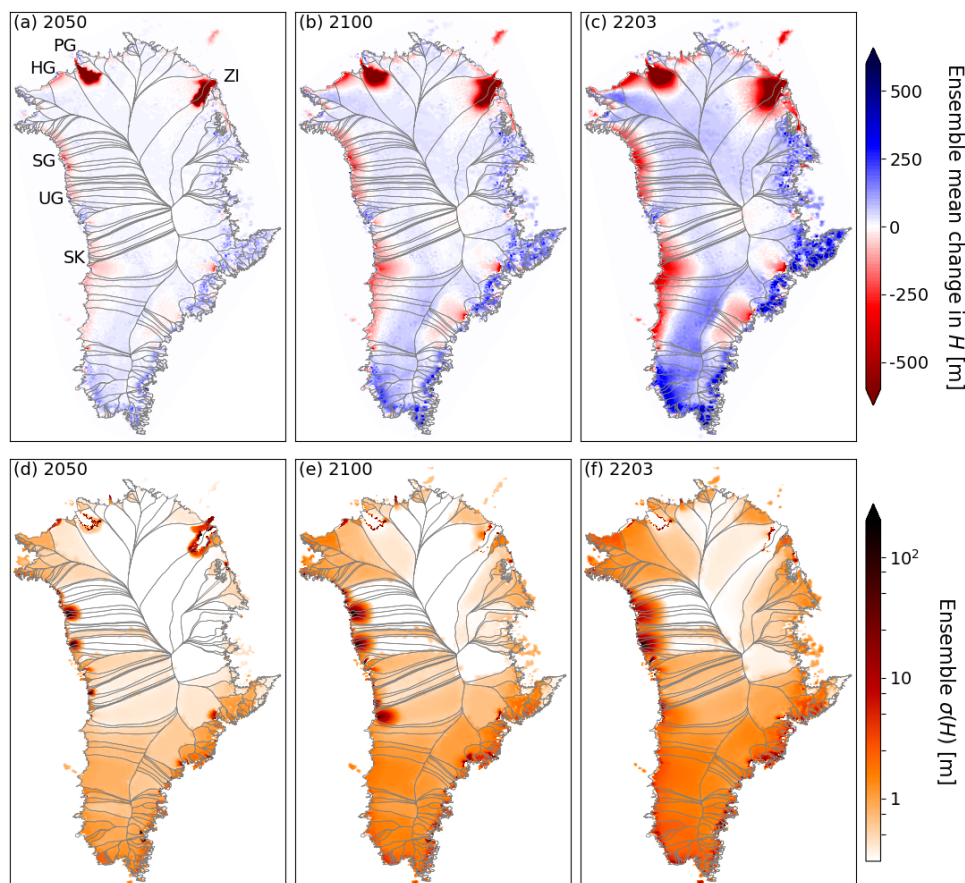 (a) 2050
(b) 2100
(c) 2203
PG
HG
ZI
SG
UG
SK
500
250
0
-250
-500
Ensemble mean change in H [m]
(d) 2050
(e) 2100
(f) 2203
10²
10
1
Ensemble σ(H) [m]